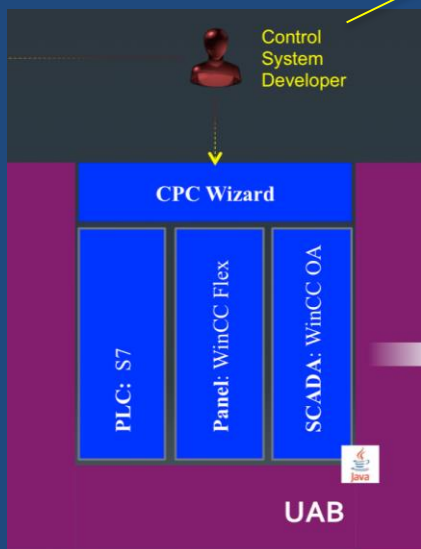 Control
System
Developer
CPC Wizard
PLC: S7
Panel: WinCC Flex
SCADA: WinCC OA
Java
UAB